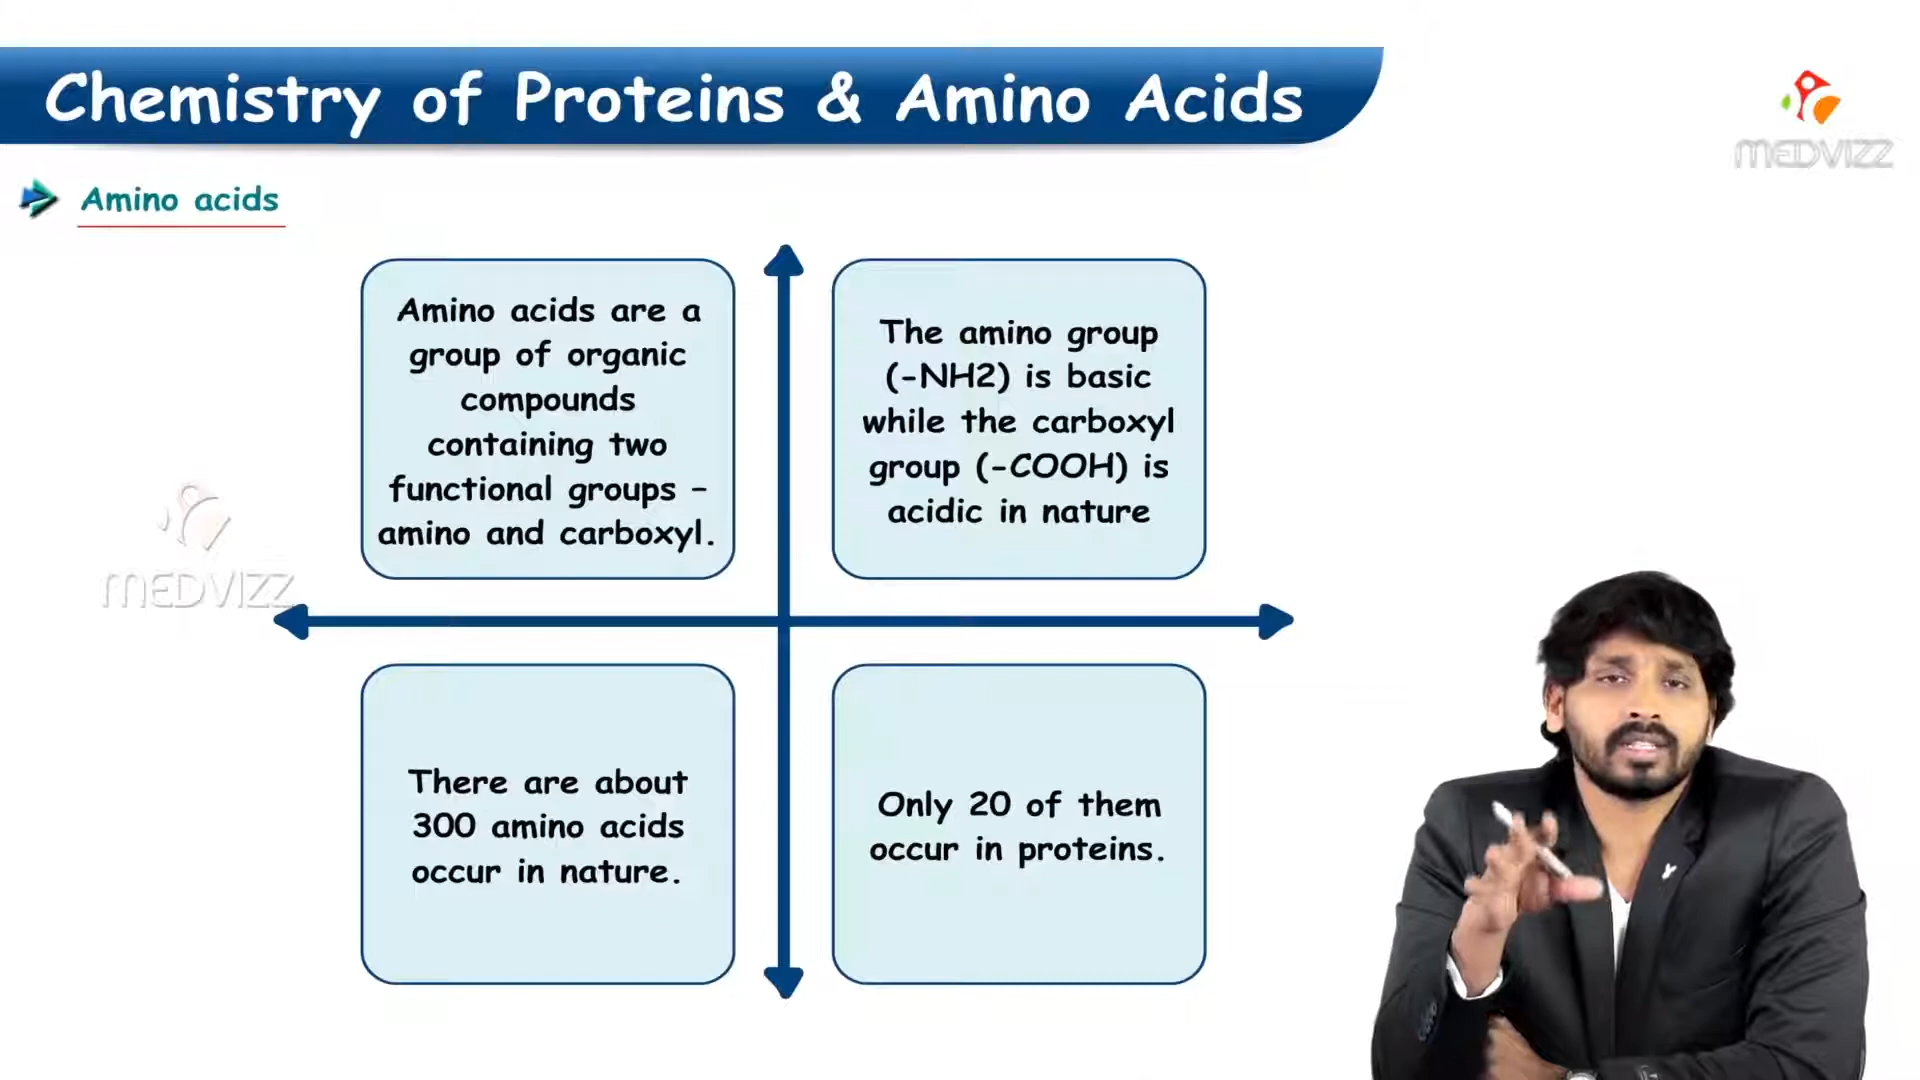 Chemistry of Proteins & Amino Acids
MEDVIZZ
Amino acids
Amino acids are a
group of organic
compounds
containing two
functional groups –
amino and carboxyl.
The amino group
(-NH2) is basic
while the carboxyl
group (-COOH) is
acidic in nature
MEDVIZZ
There are about
300 amino acids
occur in nature.
Only 20 of them
occur in proteins.